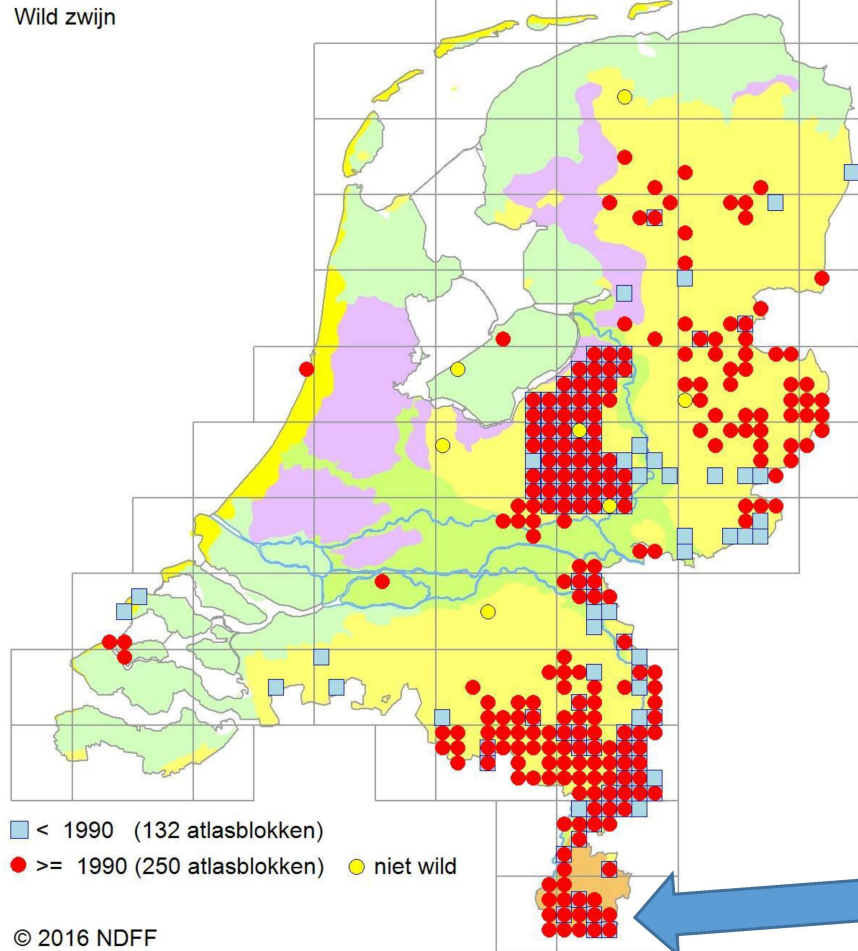 Wild zwijn
< 1990 (132 atlasblokken)
>= 1990 (250 atlasblokken) niet wild
© 2016 NDFF